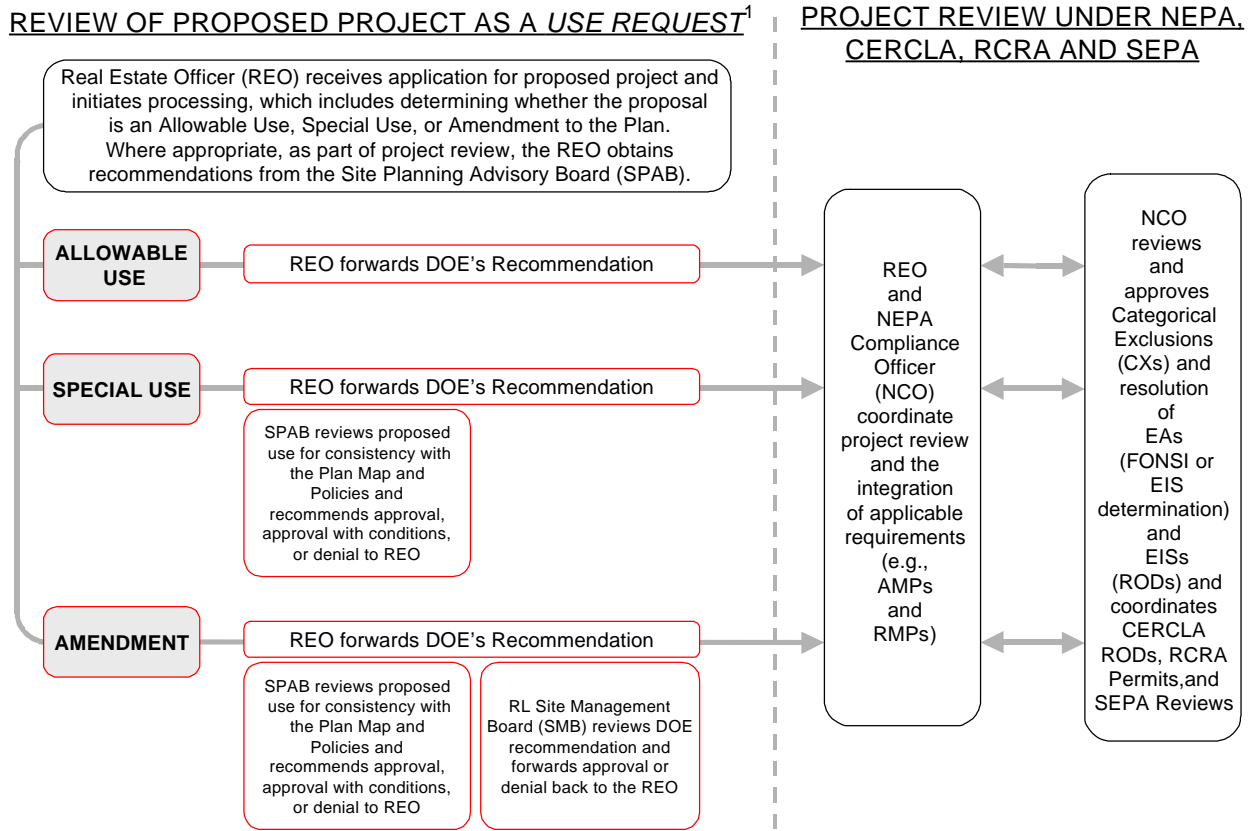 REVIEW OF PROPOSED PROJECT AS A USE REQUEST1
Real Estate Officer (REO) receives application for proposed project and
initiates processing, which includes determining whether the proposal
is an Allowable Use, Special Use, or Amendment to the Plan.
Where appropriate, as part of project review, the REO obtains
recommendations from the Site Planning Advisory Board (SPAB).
ALLOWABLE
USE
REO forwards DOE's Recommendation
SPECIAL USE
REO forwards DOE's Recommendation
SPAB reviews proposed
use for consistency with
the Plan Map and
Policies and
recommends approval,
approval with conditions,
or denial to REO
AMENDMENT
REO forwards DOE's Recommendation
SPAB reviews proposed
use for consistency with
the Plan Map and
Policies and
recommends approval,
approval with conditions,
or denial to REO
RL Site Management
Board (SMB) reviews DOE
recommendation and
forwards approval or
denial back to the REO
PROJECT REVIEW UNDER NEPA,
CERCLA, RCRA AND SEPA
REO
and
NEPA
Compliance
Officer
(NCO)
coordinate
project review
and the
integration
of applicable
requirements
(e.g.,
AMPs
and
RMPs)
NCO
reviews
and
approves
Categorical
Exclusions
(CXs) and
resolution
of
EAs
(FONSI or
EIS
determination)
and
EISs
(RODs) and
coordinates
CERCLA
RODs, RCRA
Permits,and
SEPA Reviews